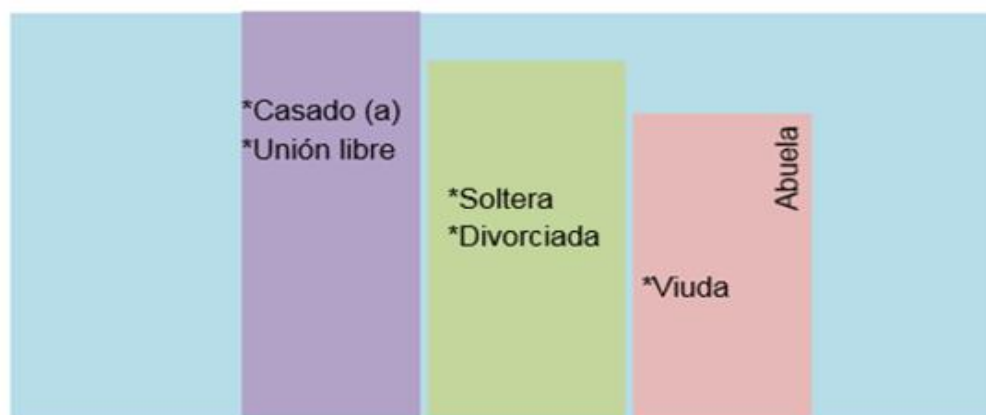 *Casado (a)
*Unión libre
*Soltera
*Divorciada
Abuela
*Viuda